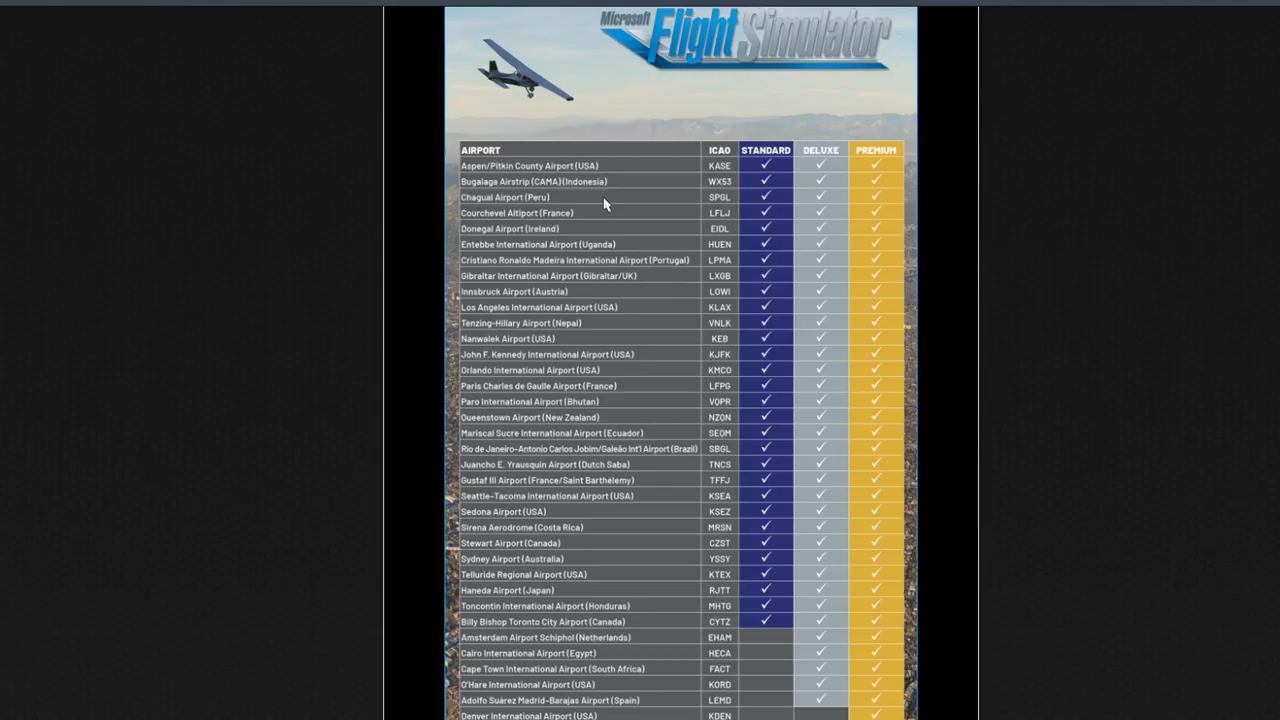 Microsoft
Flight Simulator
AIRPORT ICAO STANDARD DELUXE PREMIUM
Aspen/Pitkin County Airport (USA) KASE ✓ ✓ ✓
Bugalaga Airstrip (CAMA) (Indonesia) WX53 ✓ ✓ ✓
Chagual Airport (Peru) SPGL ✓ ✓ ✓
Courchevel Altiport (France) LFLJ ✓ ✓ ✓
Donegal Airport (Ireland) EIDL ✓ ✓ ✓
Entebbe International Airport (Uganda) HUEN ✓ ✓ ✓
Cristiano Ronaldo Madeira International Airport (Portugal) LPMA ✓ ✓ ✓
Gibraltar International Airport (Gibraltar/UK) LXGB ✓ ✓ ✓
Innsbruck Airport (Austria) LOWI ✓ ✓ ✓
Los Angeles International Airport (USA) KLAX ✓ ✓ ✓
Tenzing-Hillary Airport (Nepal) VNLK ✓ ✓ ✓
Nanwalek Airport (USA) KEB ✓ ✓ ✓
John F. Kennedy International Airport (USA) KJFK ✓ ✓ ✓
Orlando International Airport (USA) KMCO ✓ ✓ ✓
Paris Charles de Gaulle Airport (France) LFPG ✓ ✓ ✓
Paro International Airport (Bhutan) VQPR ✓ ✓ ✓
Queenstown Airport (New Zealand) NZQN ✓ ✓ ✓
Mariscal Sucre International Airport (Ecuador) SEQM ✓ ✓ ✓
Rio de Janeiro-Antonio Carlos Jobim/Galeão Int'l Airport (Brazil) SBGL ✓ ✓ ✓
Juancho E. Yrausquin Airport (Dutch Saba) TNCS ✓ ✓ ✓
Gustaf III Airport (France/Saint Barthélemy) TFFJ ✓ ✓ ✓
Seattle-Tacoma International Airport (USA) KSEA ✓ ✓ ✓
Sedona Airport (USA) KSEZ ✓ ✓ ✓
Sirena Aerodrome (Costa Rica) MRSN ✓ ✓ ✓
Stewart Airport (Canada) CZST ✓ ✓ ✓
Sydney Airport (Australia) YSSY ✓ ✓ ✓
Telluride Regional Airport (USA) KTEX ✓ ✓ ✓
Haneda Airport (Japan) RJTT ✓ ✓ ✓
Toncontin International Airport (Honduras) MHTG ✓ ✓ ✓
Billy Bishop Toronto City Airport (Canada) CYTZ ✓ ✓ ✓
Amsterdam Airport Schiphol (Netherlands) EHAM ✓ ✓
Cairo International Airport (Egypt) HECA ✓ ✓
Cape Town International Airport (South Africa) FACT ✓ ✓
O'Hare International Airport (USA) KORD ✓ ✓
Adolfo Suárez Madrid-Barajas Airport (Spain) LEMD ✓ ✓
Denver International Airport (USA) KDEN ✓